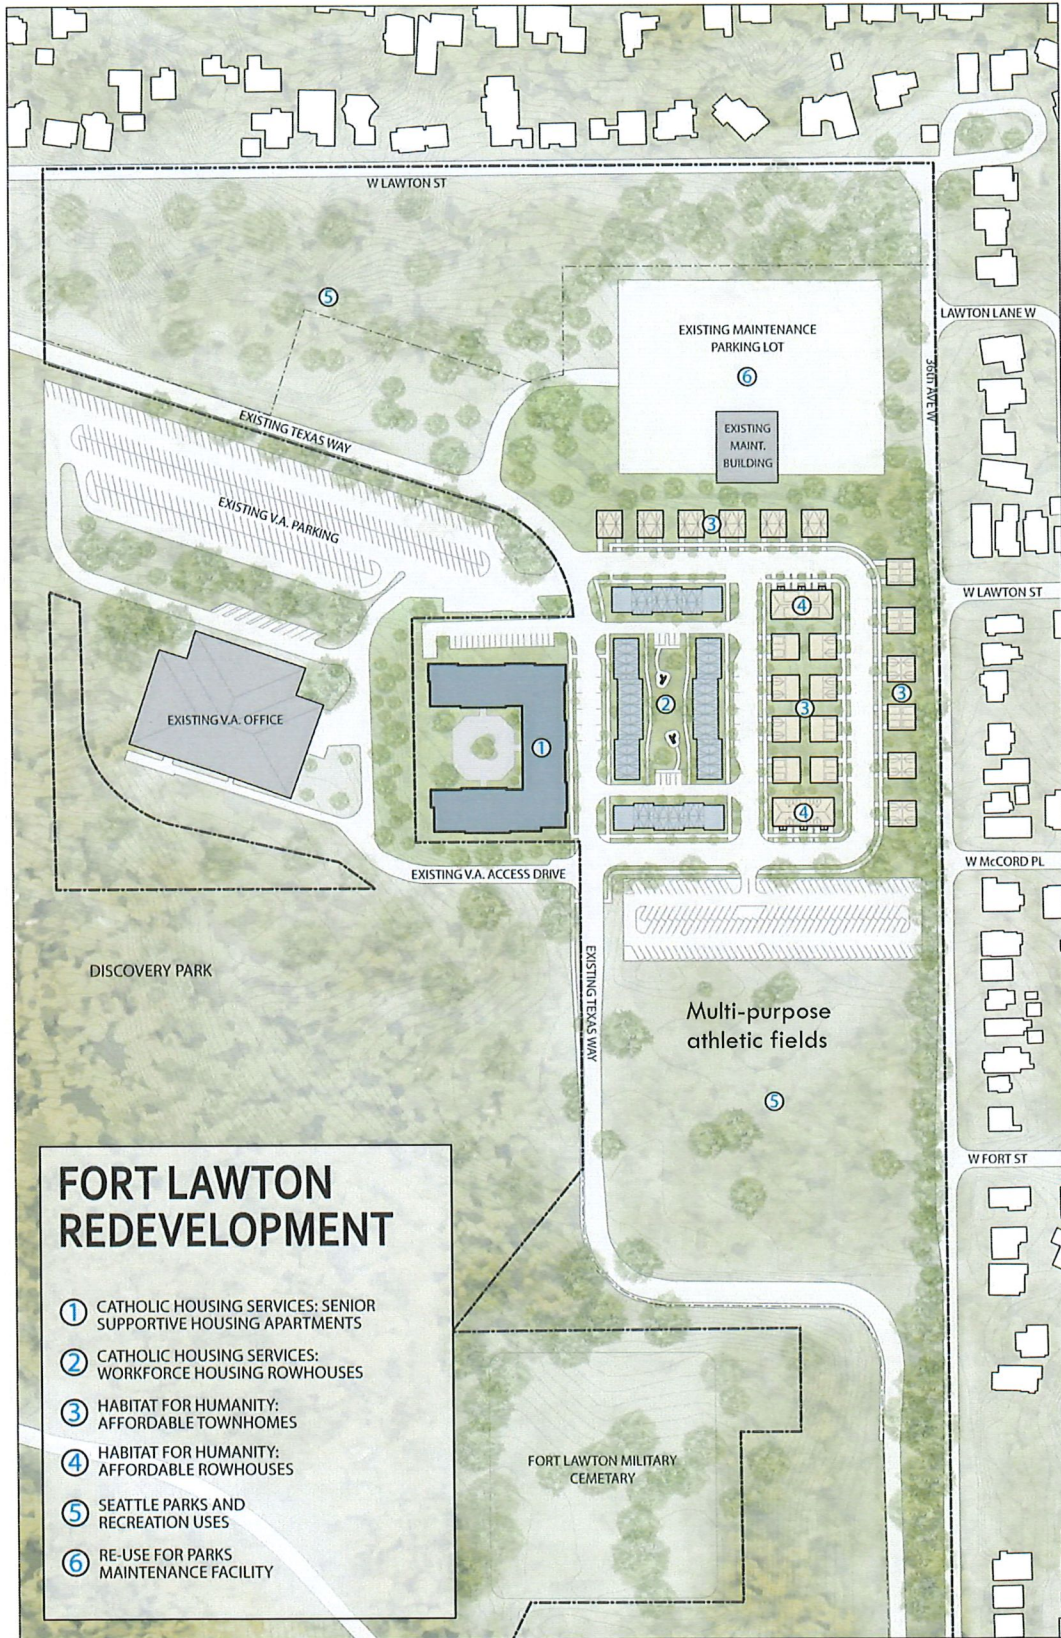 W LAWTON ST
5
LAWTON LANE W
EXISTING MAINTENANCE
PARKING LOT
6
36th AVE W
EXISTING
MAINT.
BUILDING
EXISTING TEXAS WAY
EXISTING V.A. PARKING
3
W LAWTON ST
4
3
3
2
EXISTING V.A. OFFICE
1
4
W McCORD PL
EXISTING V.A. ACCESS DRIVE
EXISTING TEXAS WAY
DISCOVERY PARK
Multi-purpose
athletic fields
5
W FORT ST
FORT LAWTON
REDEVELOPMENT
1 CATHOLIC HOUSING SERVICES: SENIOR
SUPPORTIVE HOUSING APARTMENTS
2 CATHOLIC HOUSING SERVICES:
WORKFORCE HOUSING ROWHOUSES
3 HABITAT FOR HUMANITY:
AFFORDABLE TOWNHOMES
4 HABITAT FOR HUMANITY:
AFFORDABLE ROWHOUSES
5 SEATTLE PARKS AND
RECREATION USES
6 RE-USE FOR PARKS
MAINTENANCE FACILITY
FORT LAWTON MILITARY
CEMETARY